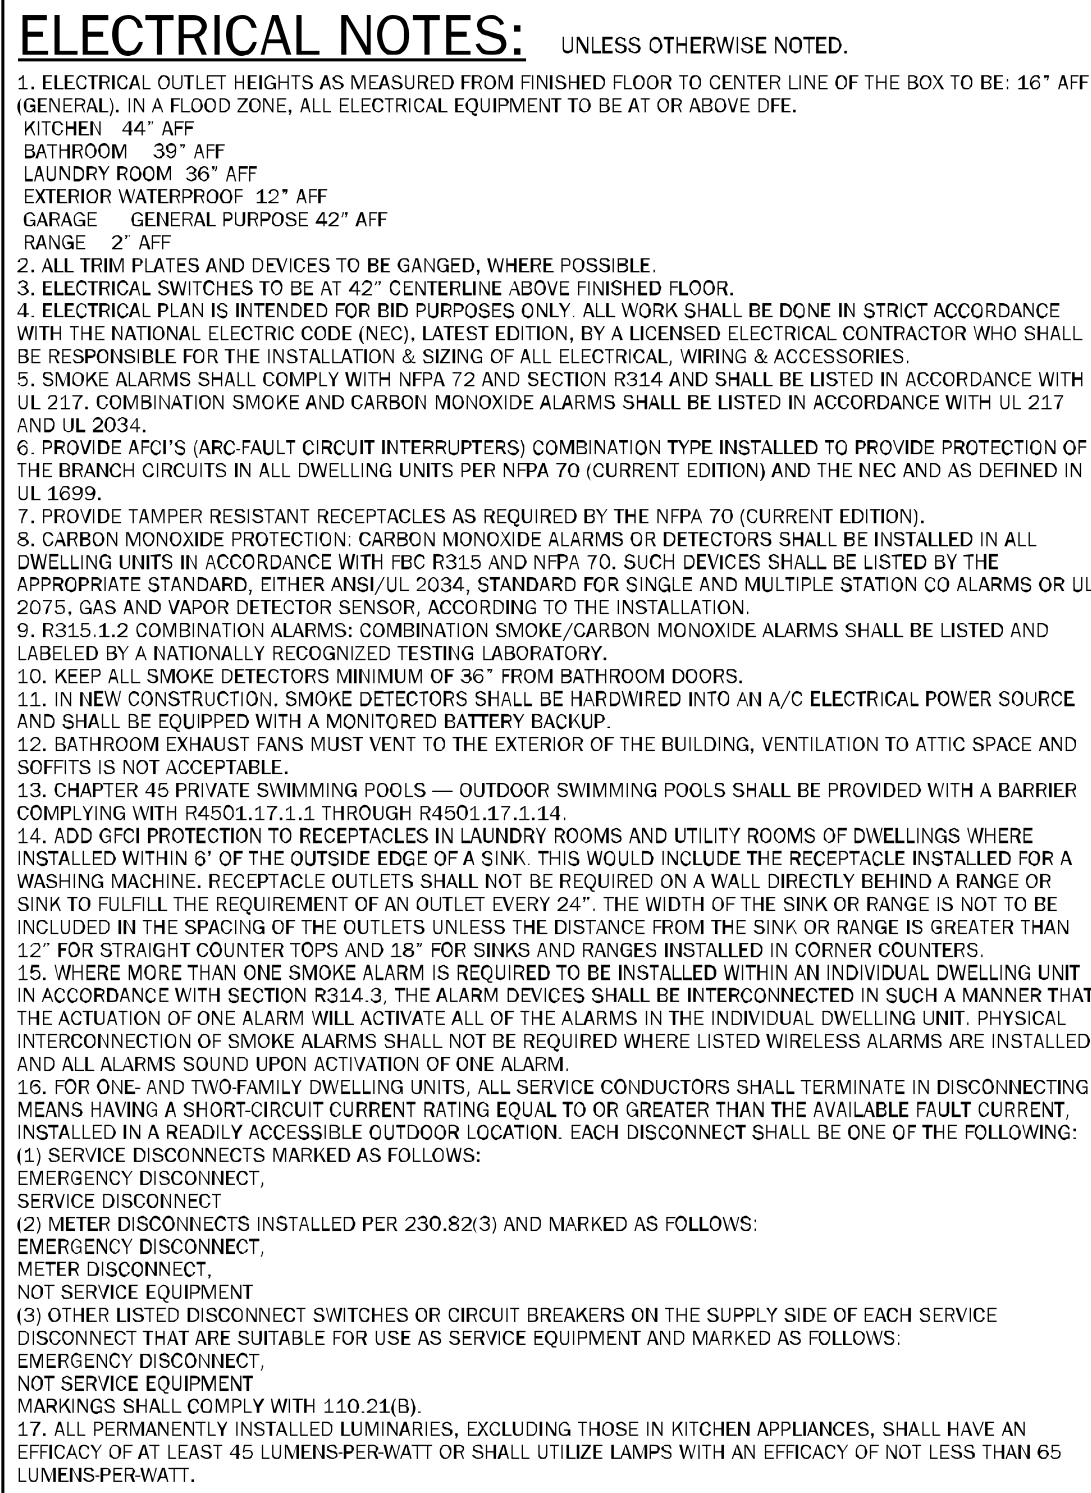 ELECTRICAL NOTES: UNLESS OTHERWISE NOTED.
1. ELECTRICAL OUTLET HEIGHTS AS MEASURED FROM FINISHED FLOOR TO CENTER LINE OF THE BOX TO BE: 16" AFF
(GENERAL). IN A FLOOD ZONE, ALL ELECTRICAL EQUIPMENT TO BE AT OR ABOVE DFE.
KITCHEN 44" AFF
BATHROOM 39" AFF
LAUNDRY ROOM 36" AFF
EXTERIOR WATERPROOF 12" AFF
GARAGE GENERAL PURPOSE 42" AFF
RANGE 2" AFF
2. ALL TRIM PLATES AND DEVICES TO BE GANGED, WHERE POSSIBLE.
3. ELECTRICAL SWITCHES TO BE AT 42" CENTERLINE ABOVE FINISHED FLOOR.
4. ELECTRICAL PLAN IS INTENDED FOR BID PURPOSES ONLY. ALL WORK SHALL BE DONE IN STRICT ACCORDANCE
WITH THE NATIONAL ELECTRIC CODE (NEC), LATEST EDITION, BY A LICENSED ELECTRICAL CONTRACTOR WHO SHALL
BE RESPONSIBLE FOR THE INSTALLATION & SIZING OF ALL ELECTRICAL, WIRING & ACCESSORIES.
5. SMOKE ALARMS SHALL COMPLY WITH NFPA 72 AND SECTION R314 AND SHALL BE LISTED IN ACCORDANCE WITH
UL 217. COMBINATION SMOKE AND CARBON MONOXIDE ALARMS SHALL BE LISTED IN ACCORDANCE WITH UL 217
AND UL 2034.
6. PROVIDE AFCI'S (ARC-FAULT CIRCUIT INTERRUPTERS) COMBINATION TYPE INSTALLED TO PROVIDE PROTECTION OF
THE BRANCH CIRCUITS IN ALL DWELLING UNITS PER NFPA 70 (CURRENT EDITION) AND THE NEC AND AS DEFINED IN
UL 1699.
7. PROVIDE TAMPER RESISTANT RECEPTACLES AS REQUIRED BY THE NFPA 70 (CURRENT EDITION).
8. CARBON MONOXIDE PROTECTION: CARBON MONOXIDE ALARMS OR DETECTORS SHALL BE INSTALLED IN ALL
DWELLING UNITS IN ACCORDANCE WITH FBC R315 AND NFPA 70. SUCH DEVICES SHALL BE LISTED BY THE
APPROPRIATE STANDARD, EITHER ANSI/UL 2034, STANDARD FOR SINGLE AND MULTIPLE STATION CO ALARMS OR UL
2075, GAS AND VAPOR DETECTOR SENSOR, ACCORDING TO THE INSTALLATION.
9. R315.1.2 COMBINATION ALARMS: COMBINATION SMOKE/CARBON MONOXIDE ALARMS SHALL BE LISTED AND
LABELED BY A NATIONALLY RECOGNIZED TESTING LABORATORY.
10. KEEP ALL SMOKE DETECTORS MINIMUM OF 36" FROM BATHROOM DOORS.
11. IN NEW CONSTRUCTION, SMOKE DETECTORS SHALL BE HARDWIRED INTO AN A/C ELECTRICAL POWER SOURCE
AND SHALL BE EQUIPPED WITH A MONITORED BATTERY BACKUP.
12. BATHROOM EXHAUST FANS MUST VENT TO THE EXTERIOR OF THE BUILDING, VENTILATION TO ATTIC SPACE AND
SOFFITS IS NOT ACCEPTABLE.
13. CHAPTER 45 PRIVATE SWIMMING POOLS — OUTDOOR SWIMMING POOLS SHALL BE PROVIDED WITH A BARRIER
COMPLYING WITH R4501.17.1.1 THROUGH R4501.17.1.14.
14. ADD GFCI PROTECTION TO RECEPTACLES IN LAUNDRY ROOMS AND UTILITY ROOMS OF DWELLINGS WHERE
INSTALLED WITHIN 6' OF THE OUTSIDE EDGE OF A SINK. THIS WOULD INCLUDE THE RECEPTACLE INSTALLED FOR A
WASHING MACHINE. RECEPTACLE OUTLETS SHALL NOT BE REQUIRED ON A WALL DIRECTLY BEHIND A RANGE OR
SINK TO FULFILL THE REQUIREMENT OF AN OUTLET EVERY 24". THE WIDTH OF THE SINK OR RANGE IS NOT TO BE
INCLUDED IN THE SPACING OF THE OUTLETS UNLESS THE DISTANCE FROM THE SINK OR RANGE IS GREATER THAN
12" FOR STRAIGHT COUNTER TOPS AND 18" FOR SINKS AND RANGES INSTALLED IN CORNER COUNTERS.
15. WHERE MORE THAN ONE SMOKE ALARM IS REQUIRED TO BE INSTALLED WITHIN AN INDIVIDUAL DWELLING UNIT
IN ACCORDANCE WITH SECTION R314.3, THE ALARM DEVICES SHALL BE INTERCONNECTED IN SUCH A MANNER THAT
THE ACTUATION OF ONE ALARM WILL ACTIVATE ALL OF THE ALARMS IN THE INDIVIDUAL DWELLING UNIT. PHYSICAL
INTERCONNECTION OF SMOKE ALARMS SHALL NOT BE REQUIRED WHERE LISTED WIRELESS ALARMS ARE INSTALLED
AND ALL ALARMS SOUND UPON ACTIVATION OF ONE ALARM.
16. FOR ONE- AND TWO-FAMILY DWELLING UNITS, ALL SERVICE CONDUCTORS SHALL TERMINATE IN DISCONNECTING
MEANS HAVING A SHORT-CIRCUIT CURRENT RATING EQUAL TO OR GREATER THAN THE AVAILABLE FAULT CURRENT,
INSTALLED IN A READILY ACCESSIBLE OUTDOOR LOCATION. EACH DISCONNECT SHALL BE ONE OF THE FOLLOWING:
(1) SERVICE DISCONNECTS MARKED AS FOLLOWS:
EMERGENCY DISCONNECT,
SERVICE DISCONNECT
(2) METER DISCONNECTS INSTALLED PER 230.82(3) AND MARKED AS FOLLOWS:
EMERGENCY DISCONNECT,
METER DISCONNECT,
NOT SERVICE EQUIPMENT
(3) OTHER LISTED DISCONNECT SWITCHES OR CIRCUIT BREAKERS ON THE SUPPLY SIDE OF EACH SERVICE
DISCONNECT THAT ARE SUITABLE FOR USE AS SERVICE EQUIPMENT AND MARKED AS FOLLOWS:
EMERGENCY DISCONNECT,
NOT SERVICE EQUIPMENT
MARKINGS SHALL COMPLY WITH 110.21(B).
17. ALL PERMANENTLY INSTALLED LUMINARIES, EXCLUDING THOSE IN KITCHEN APPLIANCES, SHALL HAVE AN
EFFICACY OF AT LEAST 45 LUMENS-PER-WATT OR SHALL UTILIZE LAMPS WITH AN EFFICACY OF NOT LESS THAN 65
LUMENS-PER-WATT.